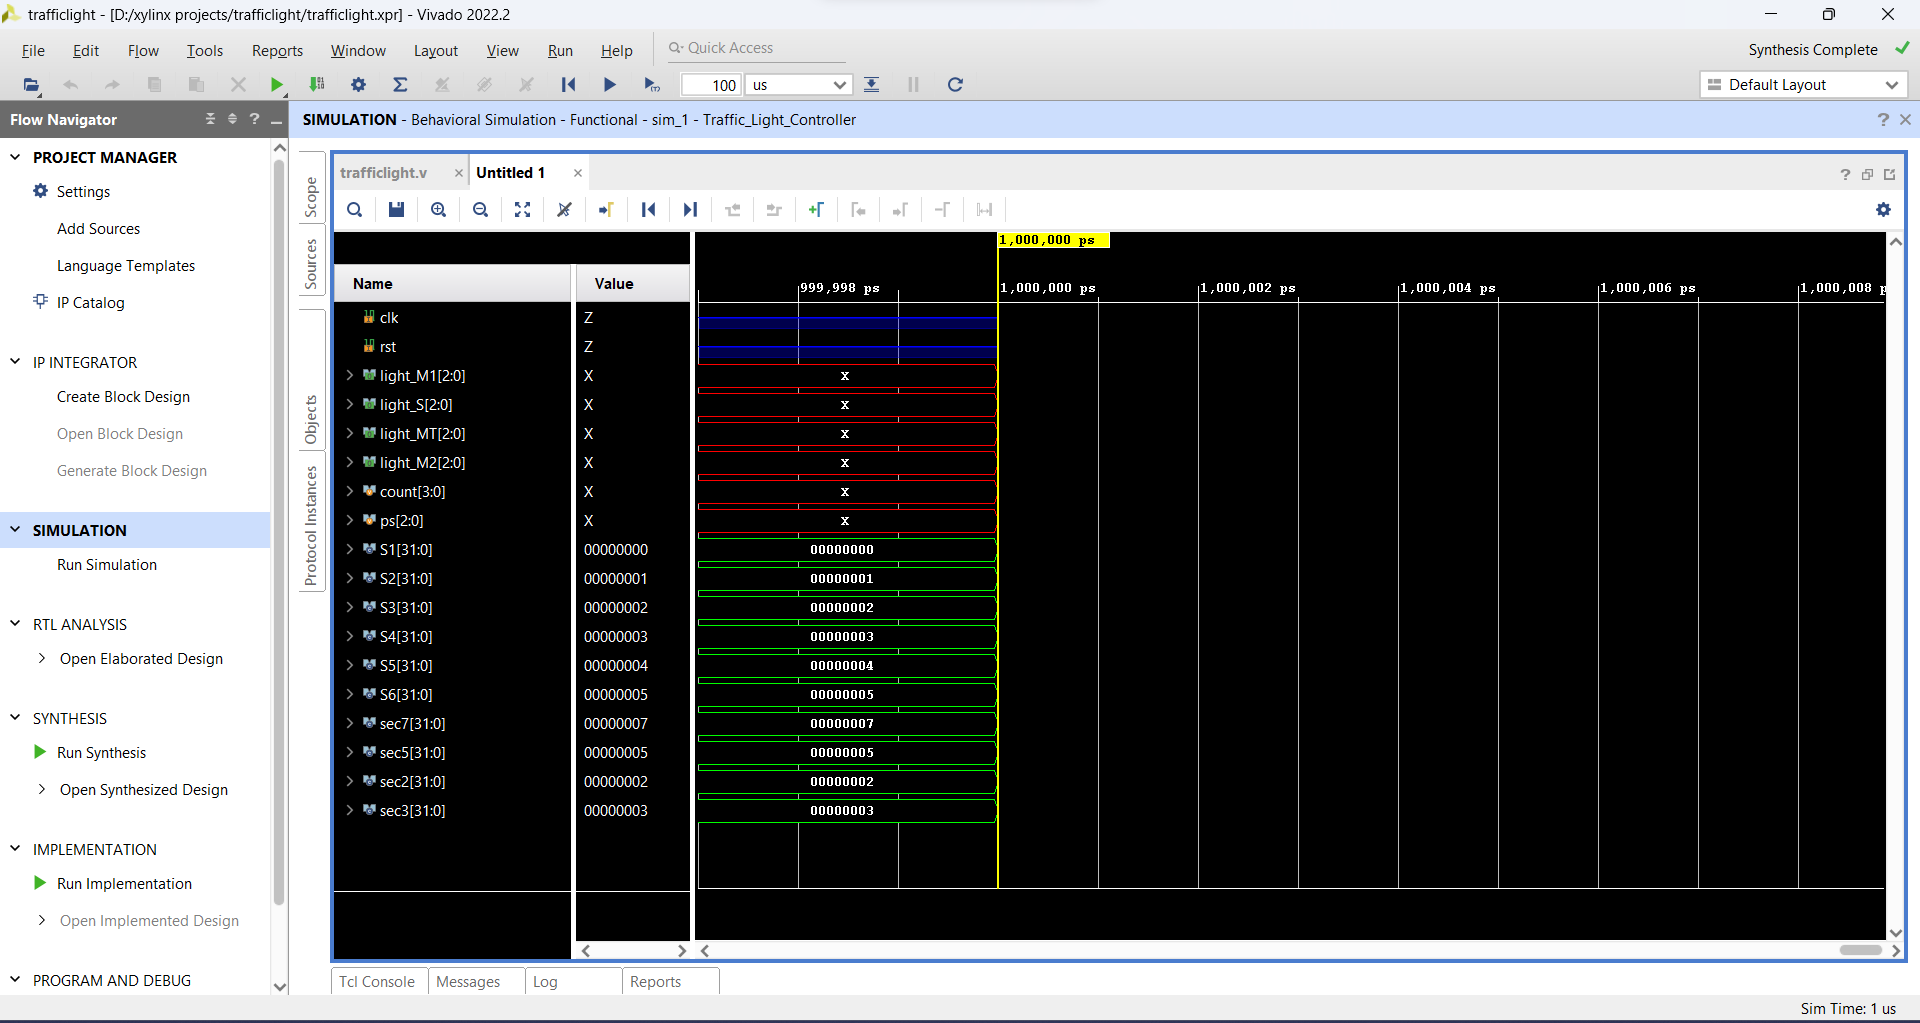 trafficlight - [D:/xylinx projects/trafficlight/trafficlight.xpr] - Vivado 2022.2
File Edit Flow Tools Reports Window Layout View Run Help Quick Access
Synthesis Complete
100 us
Default Layout
Flow Navigator
SIMULATION - Behavioral Simulation - Functional - sim_1 - Traffic_Light_Controller
PROJECT MANAGER
Settings
Add Sources
Language Templates
IP Catalog
IP INTEGRATOR
Create Block Design
Open Block Design
Generate Block Design
SIMULATION
Run Simulation
RTL ANALYSIS
Open Elaborated Design
SYNTHESIS
Run Synthesis
Open Synthesized Design
IMPLEMENTATION
Run Implementation
Open Implemented Design
PROGRAM AND DEBUG
Scope
Sources
Objects
Protocol Instances
trafficlight.v
Untitled 1
1,000,000 ps
Name Value
999,998 ps 1,000,000 ps 1,000,002 ps 1,000,004 ps 1,000,006 ps 1,000,008 p
clk Z
rst Z
light_M1[2:0] X X
light_S[2:0] X X
light_MT[2:0] X X
light_M2[2:0] X X
count[3:0] X X
ps[2:0] X X
S1[31:0] 00000000 00000000
S2[31:0] 00000001 00000001
S3[31:0] 00000002 00000002
S4[31:0] 00000003 00000003
S5[31:0] 00000004 00000004
S6[31:0] 00000005 00000005
sec7[31:0] 00000007 00000007
sec5[31:0] 00000005 00000005
sec2[31:0] 00000002 00000002
sec3[31:0] 00000003 00000003
Tcl Console Messages Log Reports
Sim Time: 1 us